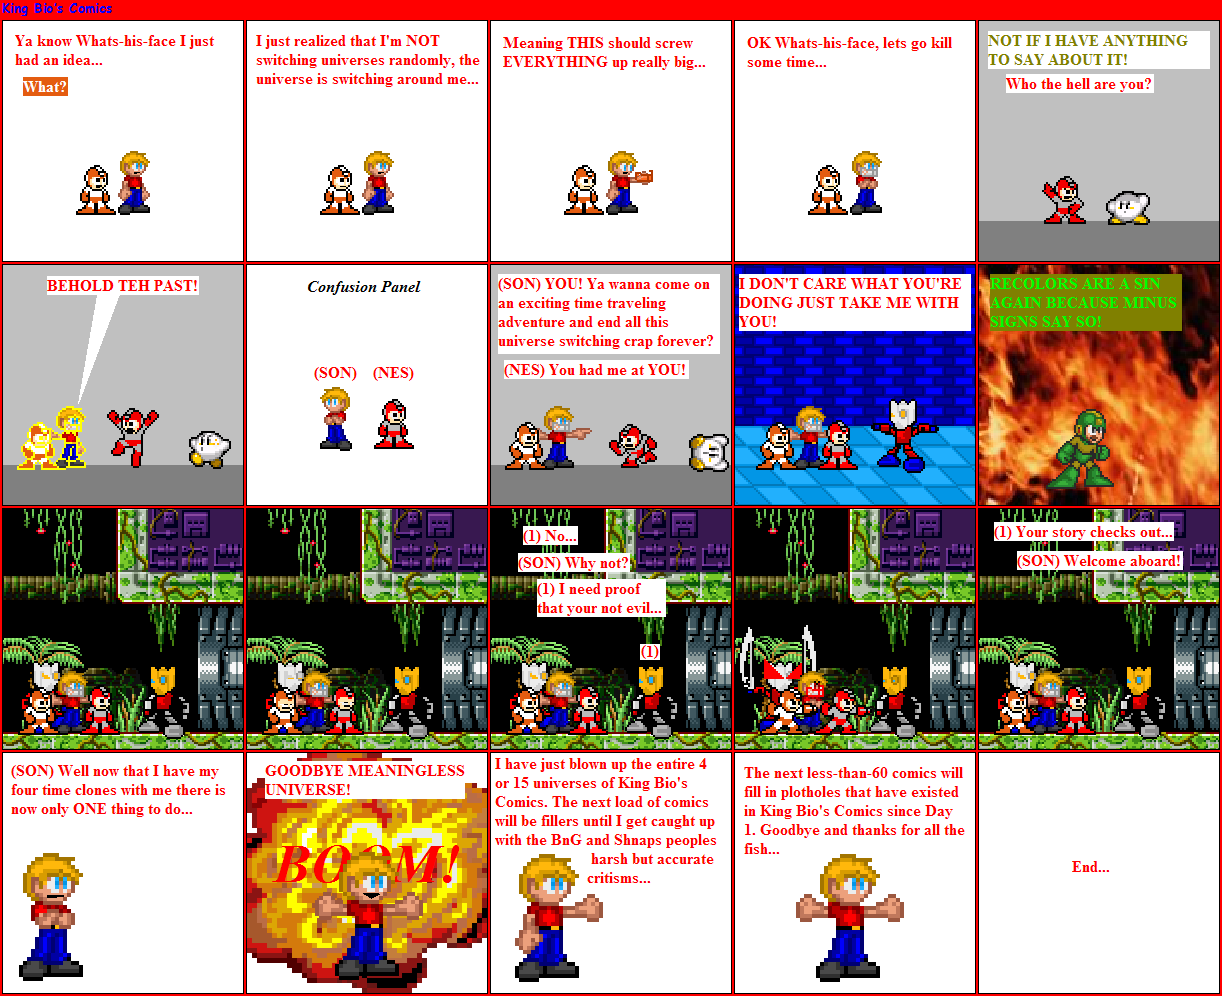 King Bio's Comics
Ya know Whats-his-face I just
had an idea...
What?
I just realized that I'm NOT
switching universes randomly, the
universe is switching around me...
Meaning THIS should screw
EVERYTHING up really big...
OK Whats-his-face, lets go kill
some time...
NOT IF I HAVE ANYTHING
TO SAY ABOUT IT!
Who the hell are you?
BEHOLD TEH PAST!
Confusion Panel
(SON) (NES)
(SON) YOU! Ya wanna come on
an exciting time traveling
adventure and end all this
universe switching crap forever?
(NES) You had me at YOU!
I DON'T CARE WHAT YOU'RE
DOING JUST TAKE ME WITH
YOU!
RECOLORS ARE A SIN
AGAIN BECAUSE MINUS
SIGNS SAY SO!
(1) No...
(SON) Why not?
(1) I need proof
that your not evil...
(1)
(1) Your story checks out...
(SON) Welcome aboard!
(SON) Well now that I have my
four time clones with me there is
now only ONE thing to do...
GOODBYE MEANINGLESS
UNIVERSE!
BOOM!
I have just blown up the entire 4
or 15 universes of King Bio's
Comics. The next load of comics
will be fillers until I get caught up
with the BnG and Shnaps peoples
harsh but accurate
critisms...
The next less-than-60 comics will
fill in plotholes that have existed
in King Bio's Comics since Day
1. Goodbye and thanks for all the
fish...
End...